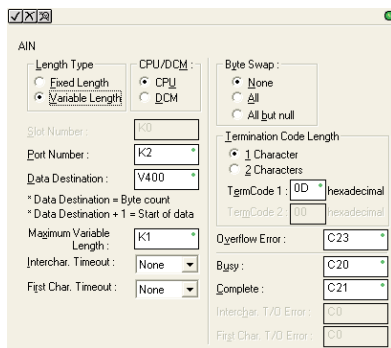 AIN
Length Type
Fixed Length
Variable Length
CPU/DCM :
CPU
DCM
Slot Number :
K0
Port Number :
K2
Data Destination :
V400
* Data Destination = Byte count
* Data Destination + 1 = Start of data
Maximum Variable
Length :
K1
Interchar. Timeout :
None
First Char. Timeout :
None
Byte Swap :
None
All
All but null
Termination Code Length
1 Character
2 Characters
TermCode 1 :
0D
hexadecimal
TermCode 2 :
00
hexadecimal
Overflow Error :
C23
Busy :
C20
Complete :
C21
Interchar. T/O Error :
C0
First Char. T/O Error :
C0